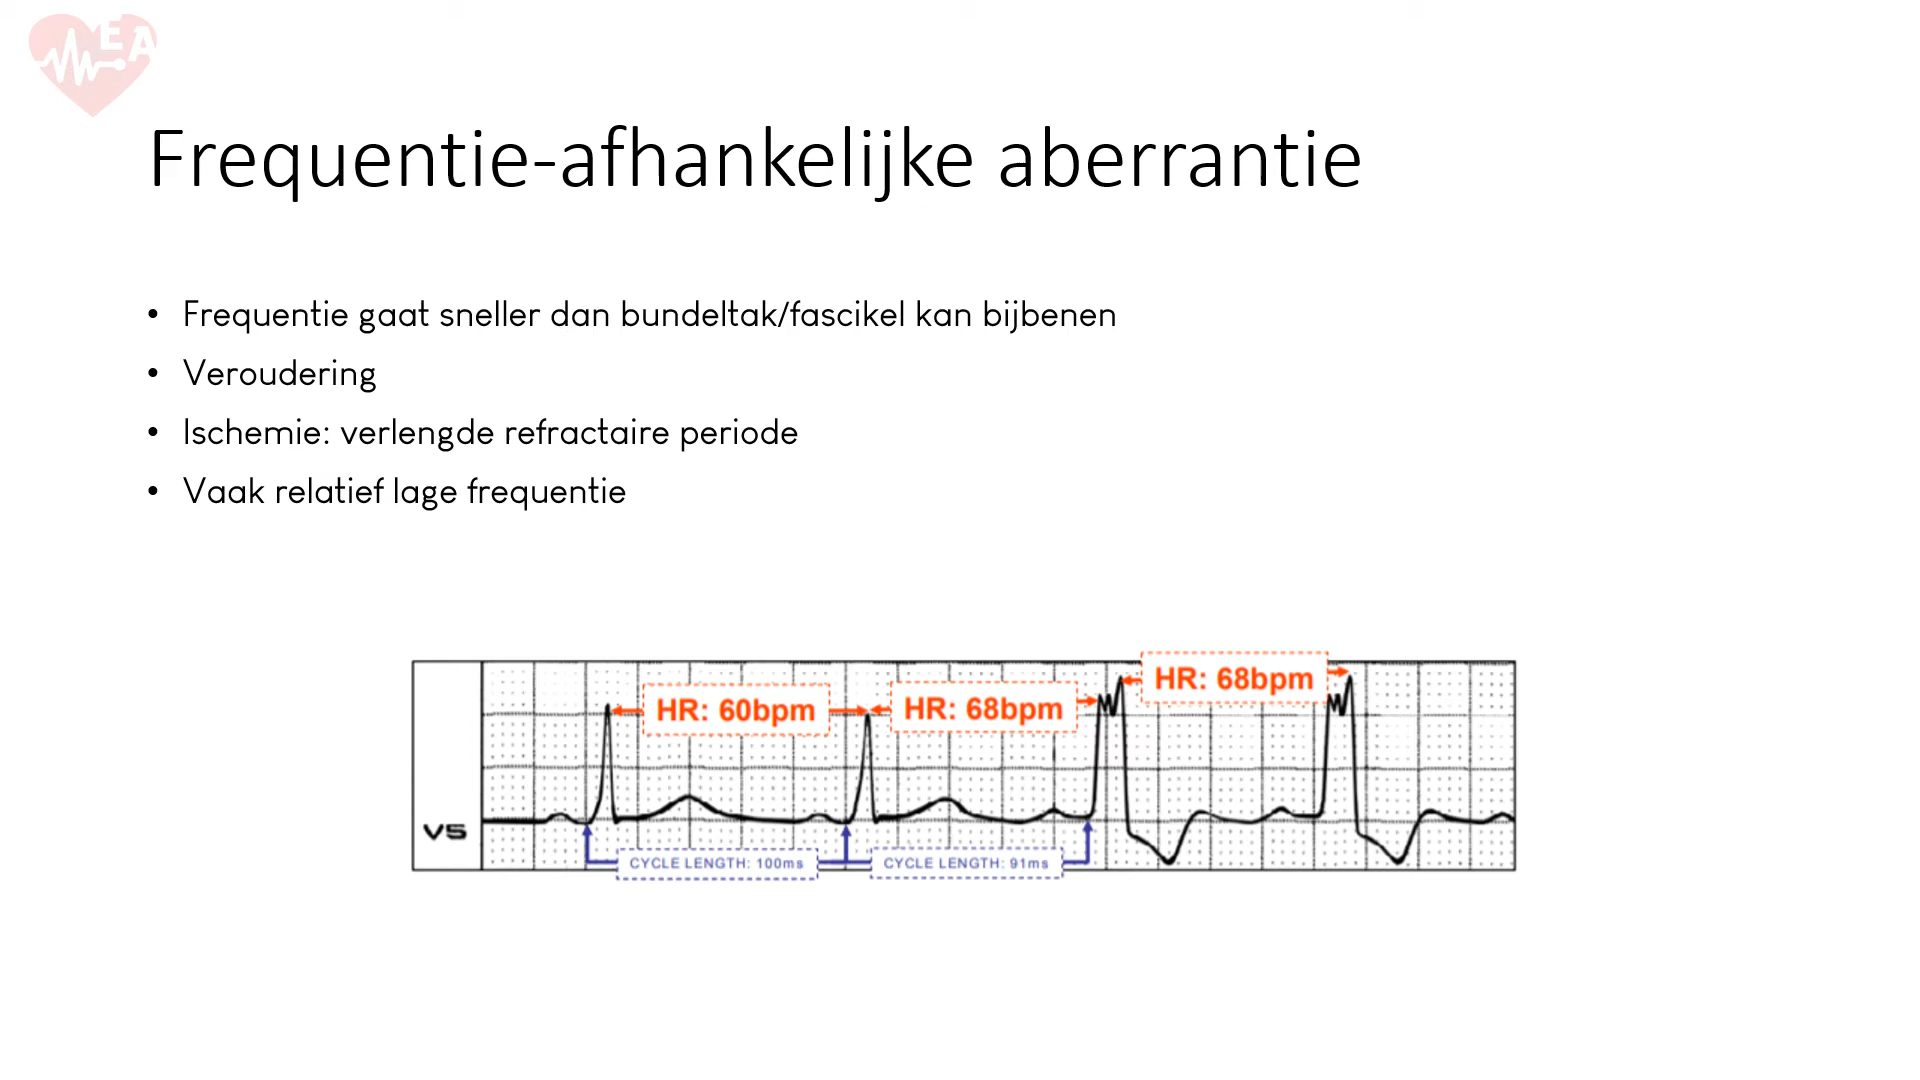 EA
Frequentie-afhankelijke aberrantie
• Frequentie gaat sneller dan bundeltak/fascikel kan bijbenen
• Veroudering
• Ischemie: verlengde refractaire periode
• Vaak relatief lage frequentie
HR: 60bpm
HR: 68bpm
HR: 68bpm
V5
CYCLE LENGTH: 100ms
CYCLE LENGTH: 91ms